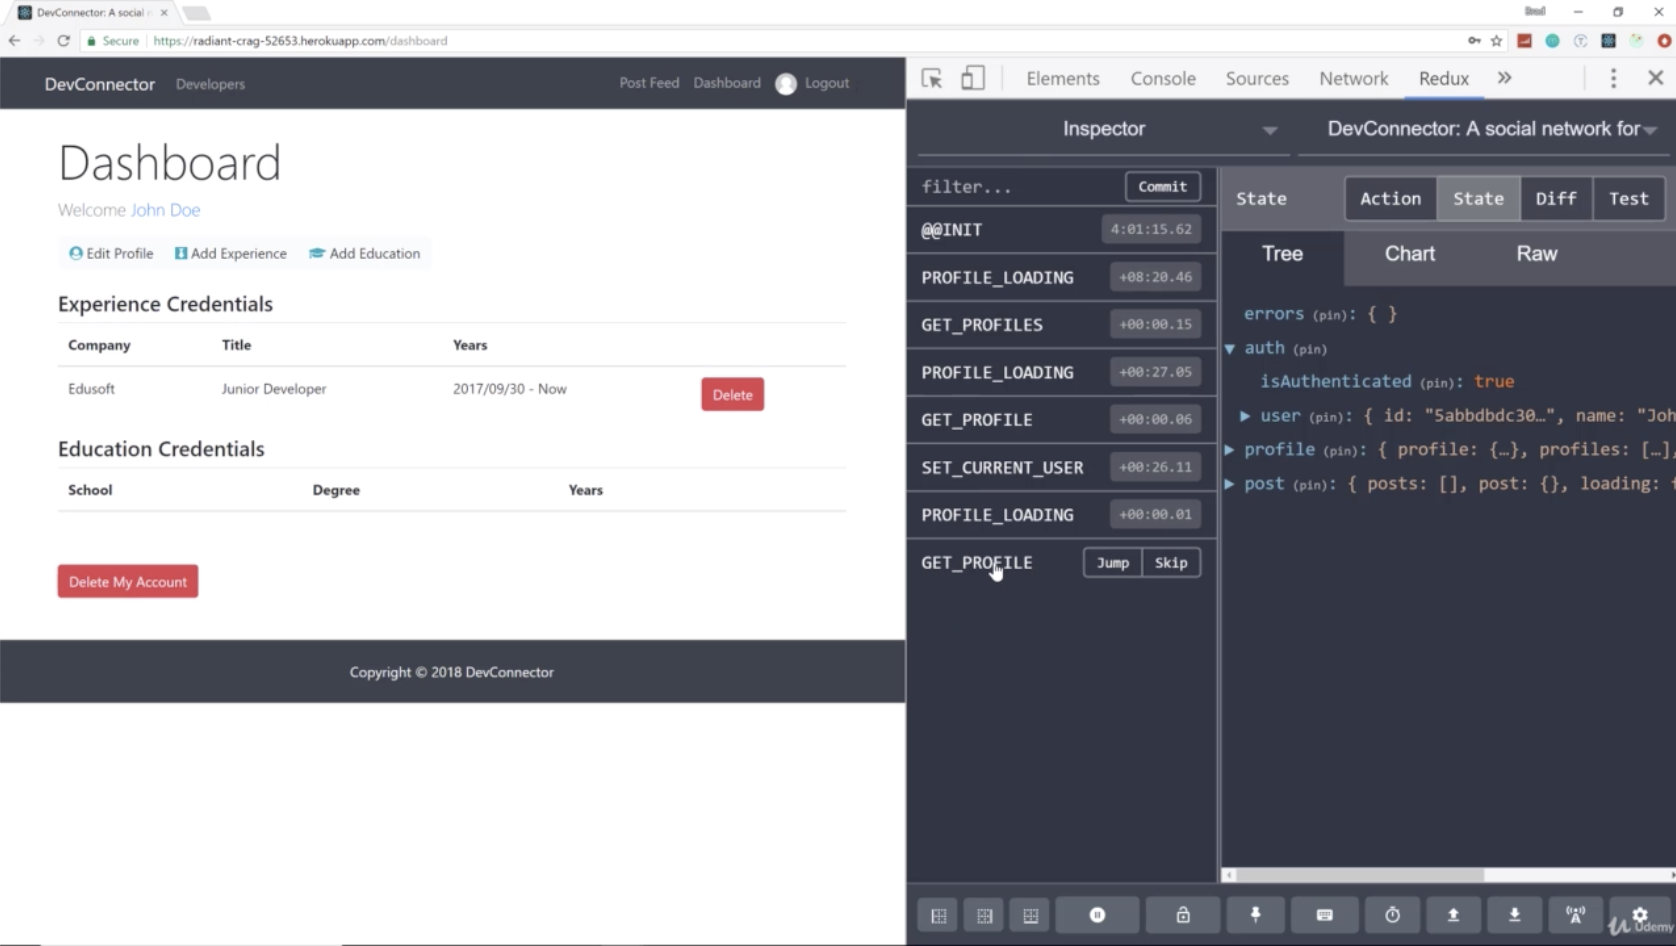 DevConnector: A social n
Secure
https://radiant-crag-52653.herokuapp.com/dashboard
DevConnector
Developers
Post Feed
Dashboard
Logout
Dashboard
Welcome John Doe
Edit Profile
Add Experience
Add Education
Experience Credentials
Company Title Years
Edusoft Junior Developer 2017/09/30 - Now Delete
Education Credentials
School Degree Years
Delete My Account
Copyright © 2018 DevConnector
Elements Console Sources Network Redux »
Inspector
DevConnector: A social network for
filter... Commit
@@INIT 4:01:15.62
PROFILE_LOADING +08:20.46
GET_PROFILES +00:00.15
PROFILE_LOADING +00:27.05
GET_PROFILE +00:00.06
SET_CURRENT_USER +00:26.11
PROFILE_LOADING +00:00.01
GET_PROFILE Jump Skip
State Action State Diff Test
Tree Chart Raw
errors (pin): { }
auth (pin)
isAuthenticated (pin): true
user (pin): { id: "5abbdbdc30…", name: "Joh
profile (pin): { profile: {…}, profiles: […],
post (pin): { posts: [], post: {}, loading:
Udemy